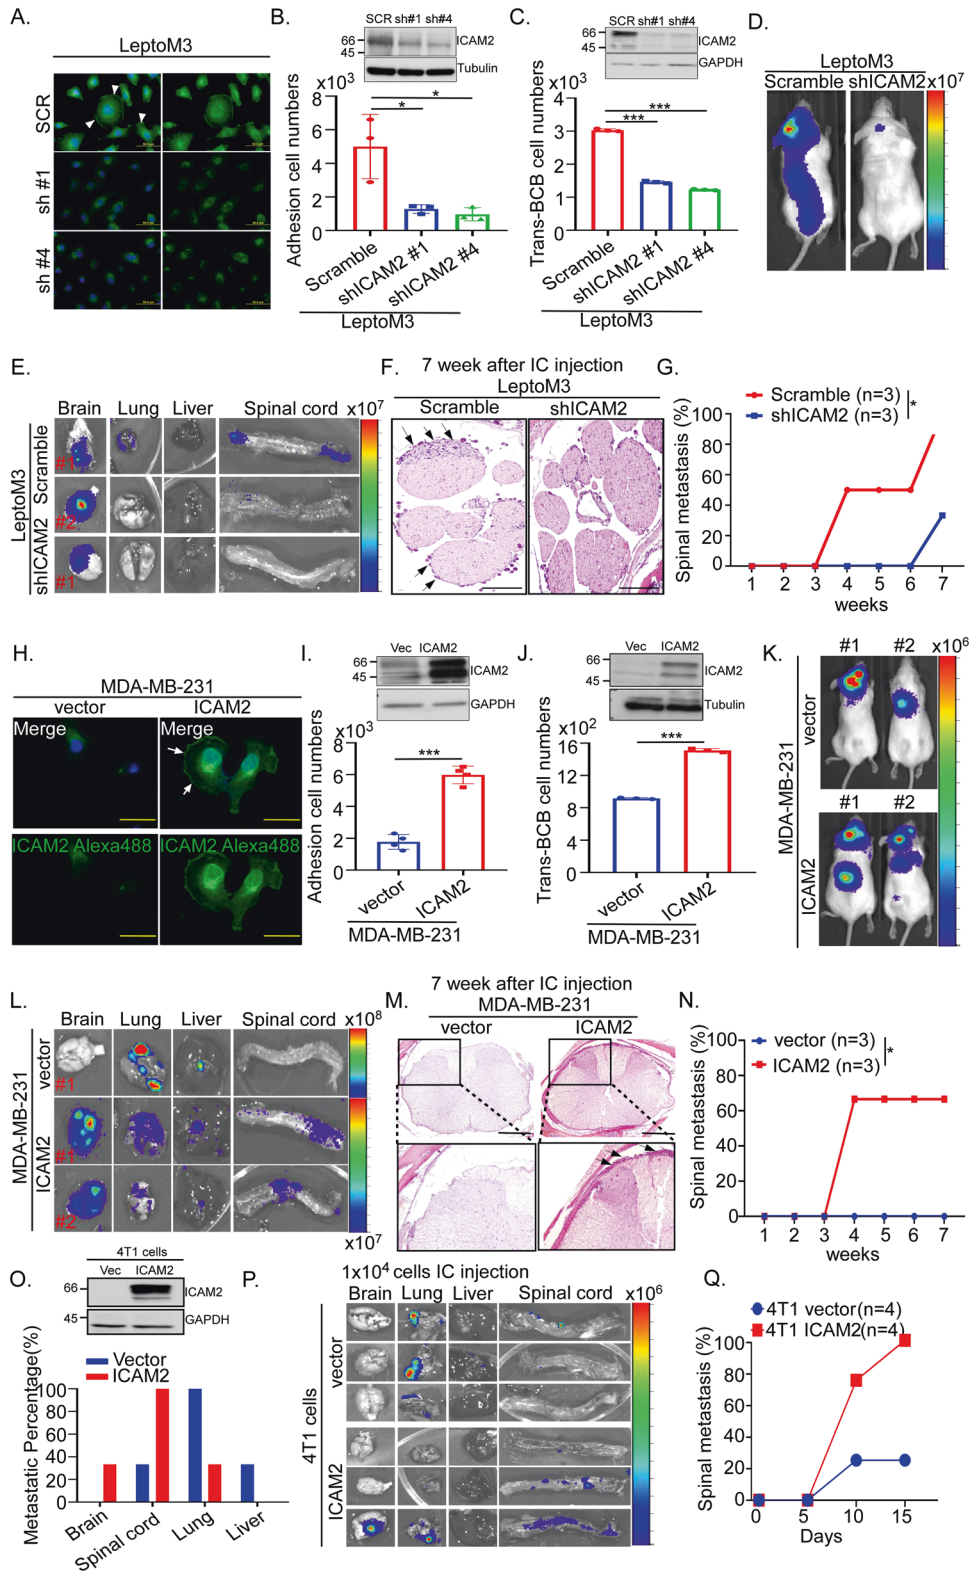 A.
LeptoM3
SCR
sh #1
sh #4
B.
SCR sh#1 sh#4
66
45
ICAM2
Tubulin
x10³
Adhesion cell numbers
8
6
4
2
0
*
*
Scramble
shICAM2 #1
shICAM2 #4
LeptoM3
C.
SCR sh#1 sh#4
66
45
ICAM2
GAPDH
x10³
Trans-BCB cell numbers
4
3
2
1
0
***
***
Scramble
shICAM2 #1
shICAM2 #4
LeptoM3
D.
LeptoM3
Scramble shICAM2 x10⁷
E.
Brain Lung Liver Spinal cord x10⁷
LeptoM3
Scramble
shICAM2
#1
#2
#1
F.
7 week after IC injection
LeptoM3
Scramble shICAM2
G.
Scramble (n=3)
shICAM2 (n=3)
*
Spinal metastasis (%)
100
80
60
40
20
0
1 2 3 4 5 6 7
weeks
H.
MDA-MB-231
vector ICAM2
Merge Merge
ICAM2 Alexa488 ICAM2 Alexa488
I.
Vec ICAM2
66
45
ICAM2
GAPDH
x10³
Adhesion cell numbers
8
6
4
2
0
***
vector
ICAM2
MDA-MB-231
J.
Vec ICAM2
66
45
ICAM2
Tubulin
x10²
Trans-BCB cell numbers
16
12
8
4
0
***
vector
ICAM2
MDA-MB-231
K.
#1 #2 x10⁶
MDA-MB-231
vector
#1 #2
ICAM2
L.
Brain Lung Liver Spinal cord x10⁸
MDA-MB-231
vector
ICAM2
#1
#1
#2
x10⁷
M.
7 week after IC injection
MDA-MB-231
vector ICAM2
N.
vector (n=3)
ICAM2 (n=3)
*
Spinal metastasis (%)
100
80
60
40
20
0
1 2 3 4 5 6 7
weeks
O.
4T1 cells
Vec ICAM2
66
45
ICAM2
GAPDH
Vector
ICAM2
Metastatic Percentage(%)
100
80
60
40
20
0
Brain
Spinal cord
Lung
Liver
P.
1x10⁴ cells IC injection
Brain Lung Liver Spinal cord x10⁶
4T1 cells
vector
ICAM2
Q.
4T1 vector(n=4)
4T1 ICAM2(n=4)
Spinal metastasis (%)
100
80
60
40
20
0
0 5 10 15
Days